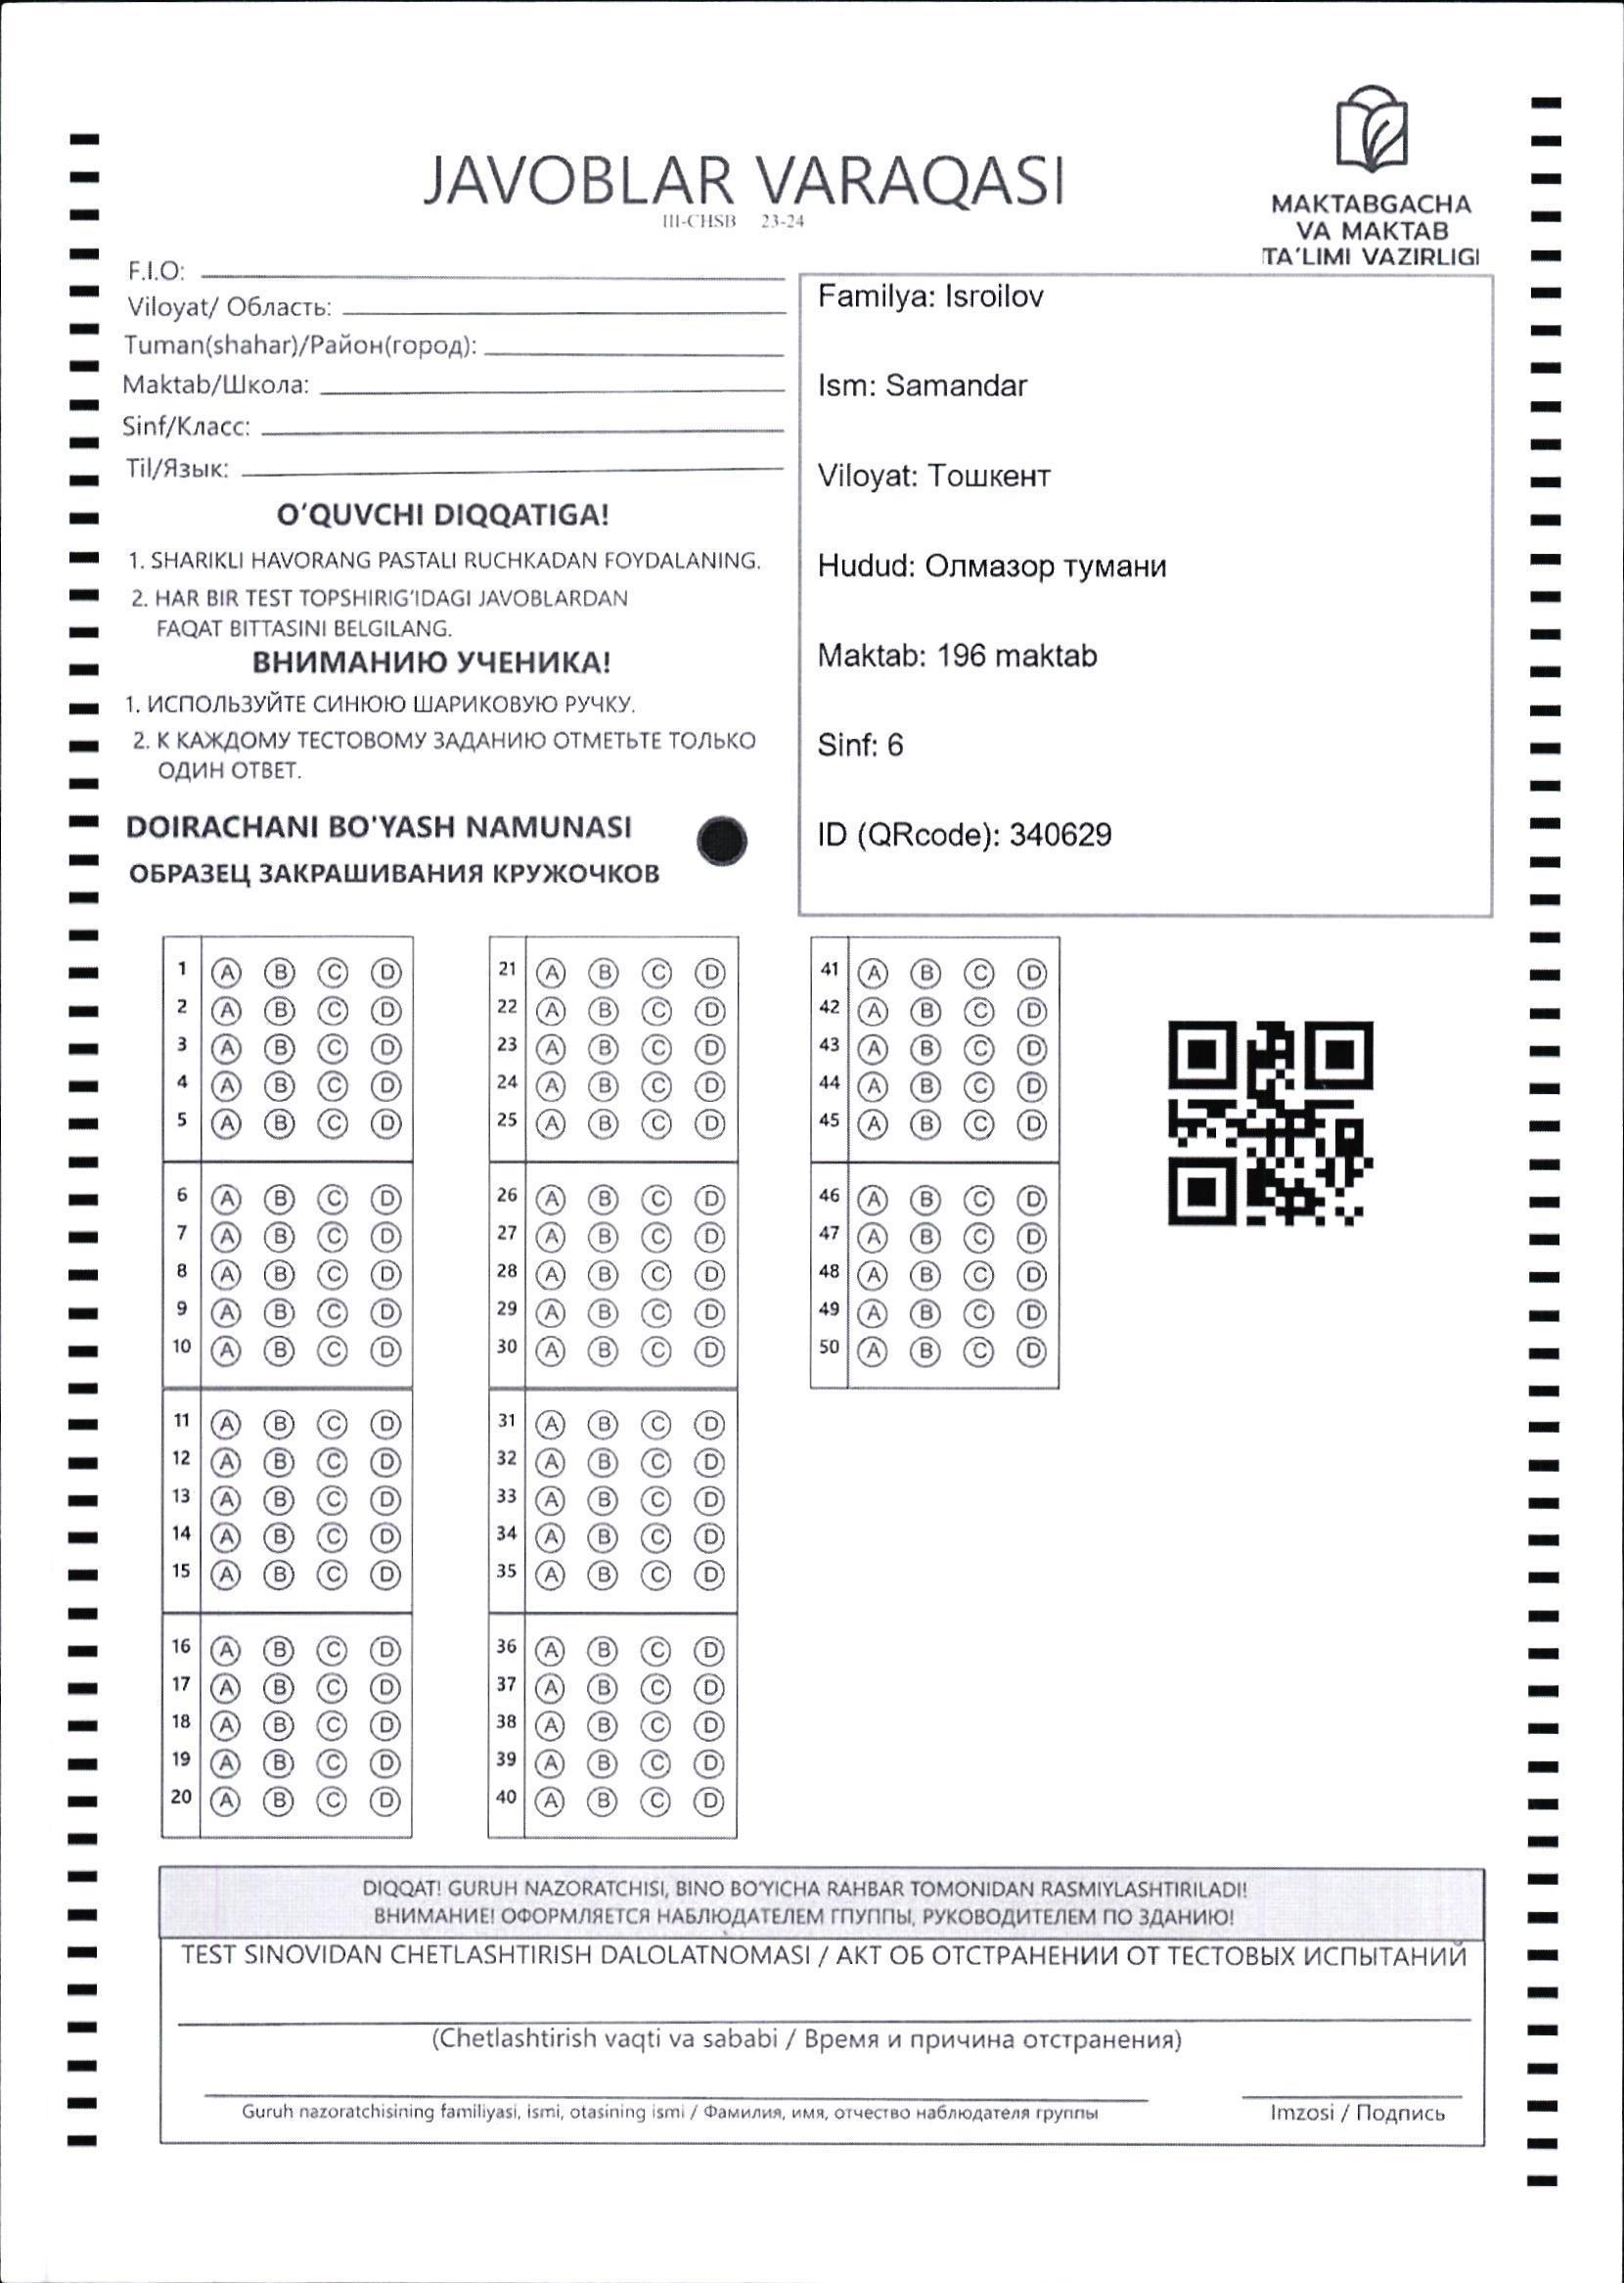 JAVOBLAR VARAQASI
III-CHSB 23-24
MAKTABGACHA
VA MAKTAB
TA'LIMI VAZIRLIGI
F.I.O:
Viloyat/ Область:
Tuman(shahar)/Район(город):
Maktab/Школа:
Sinf/Класс:
Til/Язык:
O'QUVCHI DIQQATIGA!
1. SHARIKLI HAVORANG PASTALI RUCHKADAN FOYDALANING.
2. HAR BIR TEST TOPSHIRIG'IDAGI JAVOBLARDAN
FAQAT BITTASINI BELGILANG.
ВНИМАНИЮ УЧЕНИКА!
1. ИСПОЛЬЗУЙТЕ СИНЮЮ ШАРИКОВУЮ РУЧКУ.
2. К КАЖДОМУ ТЕСТОВОМУ ЗАДАНИЮ ОТМЕТЬТЕ ТОЛЬКО
ОДИН ОТВЕТ.
DOIRACHANI BO'YASH NAMUNASI
ОБРАЗЕЦ ЗАКРАШИВАНИЯ КРУЖОЧКОВ
Familya: Isroilov
Ism: Samandar
Viloyat: Тошкент
Hudud: Олмазор тумани
Maktab: 196 maktab
Sinf: 6
ID (QRcode): 340629
1 A B C D
2 A B C D
3 A B C D
4 A B C D
5 A B C D
6 A B C D
7 A B C D
8 A B C D
9 A B C D
10 A B C D
11 A B C D
12 A B C D
13 A B C D
14 A B C D
15 A B C D
16 A B C D
17 A B C D
18 A B C D
19 A B C D
20 A B C D
21 A B C D
22 A B C D
23 A B C D
24 A B C D
25 A B C D
26 A B C D
27 A B C D
28 A B C D
29 A B C D
30 A B C D
31 A B C D
32 A B C D
33 A B C D
34 A B C D
35 A B C D
36 A B C D
37 A B C D
38 A B C D
39 A B C D
40 A B C D
41 A B C D
42 A B C D
43 A B C D
44 A B C D
45 A B C D
46 A B C D
47 A B C D
48 A B C D
49 A B C D
50 A B C D
DIQQAT! GURUH NAZORATCHISI, BINO BO'YICHA RAHBAR TOMONIDAN RASMIYLASHTIRILADI!
ВНИМАНИЕ! ОФОРМЛЯЕТСЯ НАБЛЮДАТЕЛЕМ ГПУППЫ, РУКОВОДИТЕЛЕМ ПО ЗДАНИЮ!
TEST SINOVIDAN CHETLASHTIRISH DALOLATNOMASI / АКТ ОБ ОТСТРАНЕНИИ ОТ ТЕСТОВЫХ ИСПЫТАНИЙ
(Chetlashtirish vaqti va sababi / Время и причина отстранения)
Guruh nazoratchisining familiyasi, ismi, otasining ismi / Фамилия, имя, отчество наблюдателя группы
Imzosi / Подпись